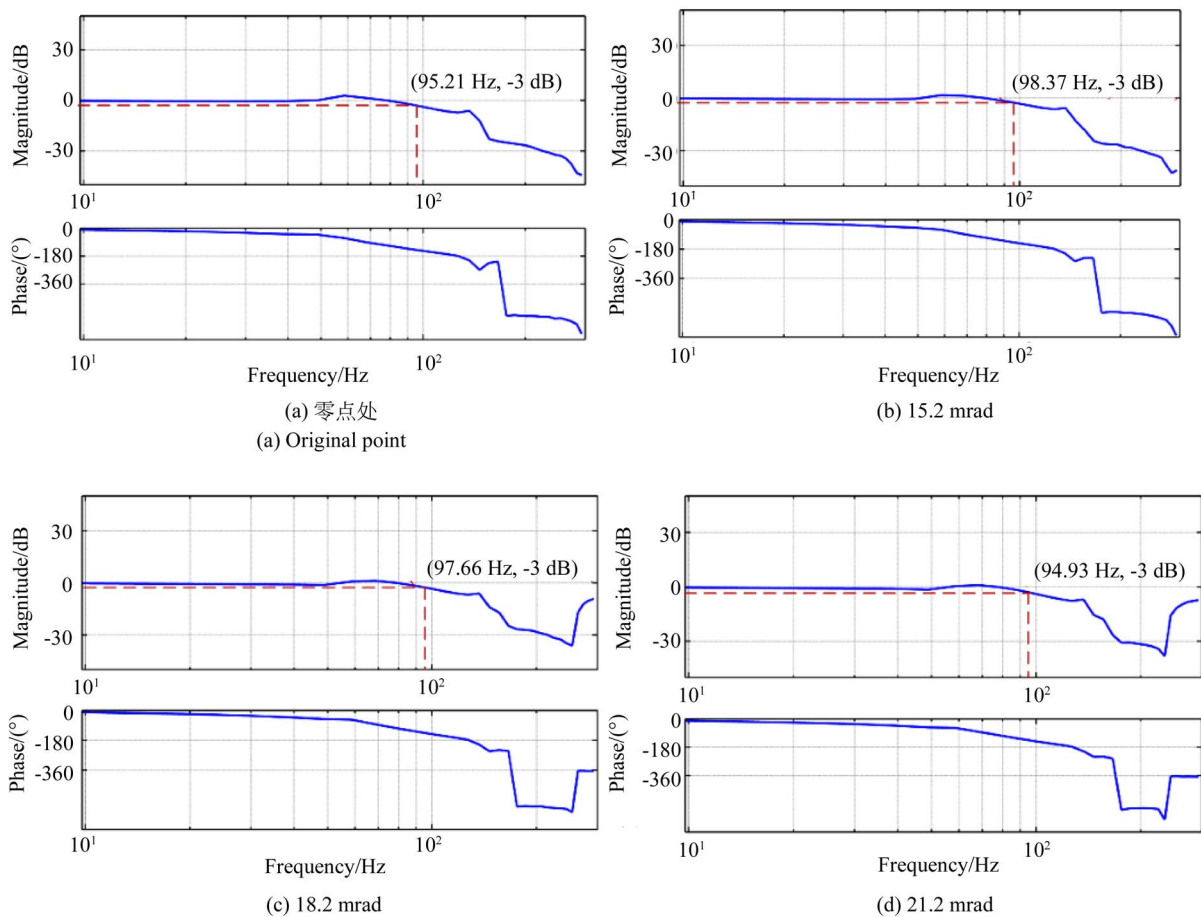 30
0
-30
Magnitude/dB
(95.21 Hz, -3 dB)
10¹
10²
0
-180
-360
Phase/(°)
10¹
10²
Frequency/Hz
(a) 零点处
(a) Original point
30
0
-30
Magnitude/dB
(98.37 Hz, -3 dB)
10¹
10²
0
-180
-360
Phase/(°)
10¹
10²
Frequency/Hz
(b) 15.2 mrad
30
0
-30
Magnitude/dB
(97.66 Hz, -3 dB)
10¹
10²
0
-180
-360
Phase/(°)
10¹
10²
Frequency/Hz
(c) 18.2 mrad
30
0
-30
Magnitude/dB
(94.93 Hz, -3 dB)
10¹
10²
0
-180
-360
Phase/(°)
10¹
10²
Frequency/Hz
(d) 21.2 mrad